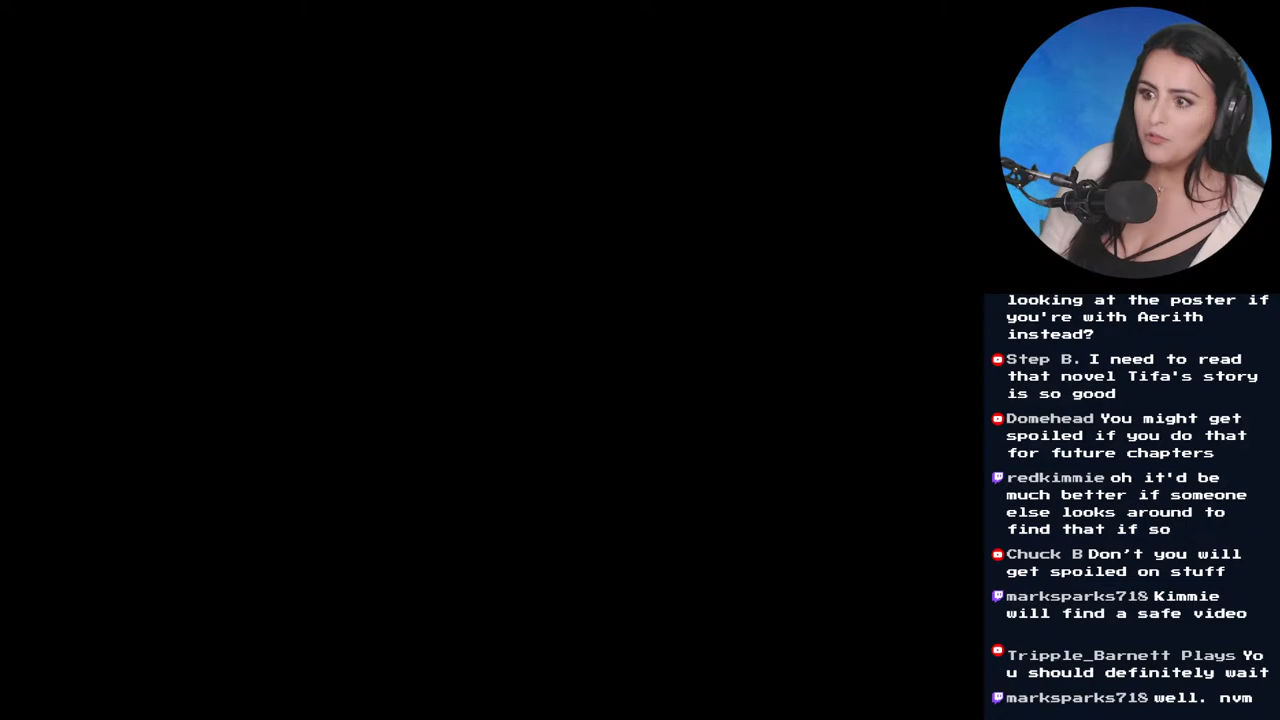 looking at the poster if
you're with Aerith
instead?
Step B. I need to read
that novel Tifa's story
is so good
Domehead You might get
spoiled if you do that
for future chapters
redkimmie oh it'd be
much better if someone
else looks around to
find that if so
Chuck B Don’t you will
get spoiled on stuff
marksparks718 Kimmie
will find a safe video
Tripple_Barnett Plays Yo
u should definitely wait
marksparks718 well. nvm